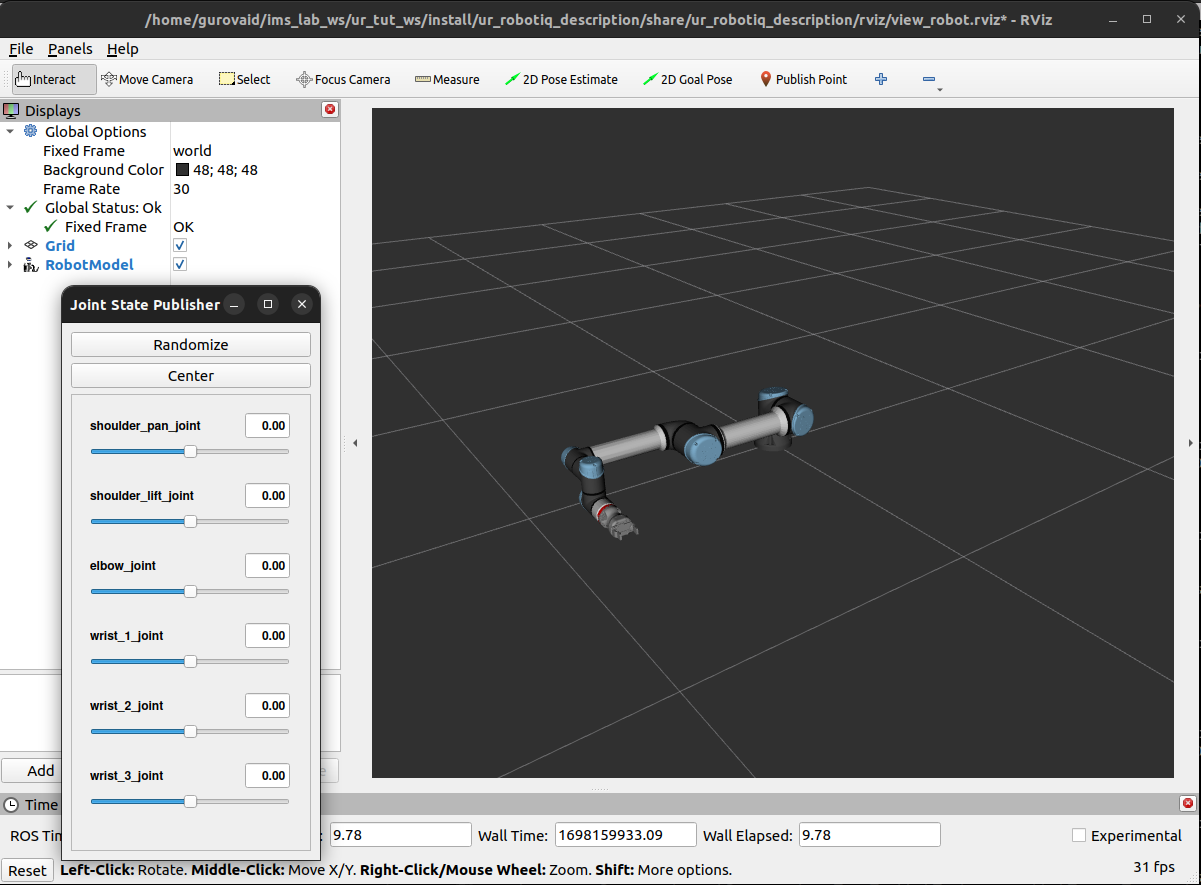 /home/gurovaid/ims_lab_ws/ur_tut_ws/install/ur_robotiq_description/share/ur_robotiq_description/rviz/view_robot.rviz* - RViz
File Panels Help
Interact Move Camera Select Focus Camera Measure 2D Pose Estimate 2D Goal Pose Publish Point
Displays
Global Options
Fixed Frame world
Background Color 48; 48; 48
Frame Rate 30
Global Status: Ok
Fixed Frame OK
Grid
RobotModel
Joint State Publisher
Randomize
Center
shoulder_pan_joint 0.00
shoulder_lift_joint 0.00
elbow_joint 0.00
wrist_1_joint 0.00
wrist_2_joint 0.00
wrist_3_joint 0.00
Add
Time
ROS Tim : 9.78 Wall Time: 1698159933.09 Wall Elapsed: 9.78 Experimental
Reset Left-Click: Rotate. Middle-Click: Move X/Y. Right-Click/Mouse Wheel: Zoom. Shift: More options. 31 fps